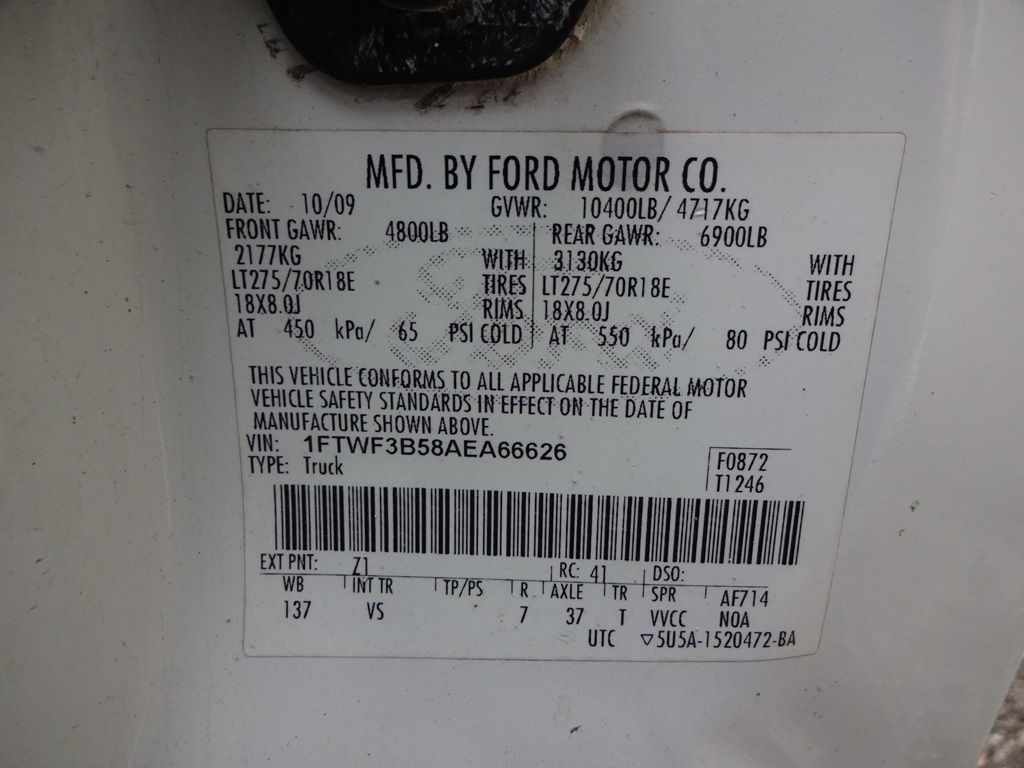 MFD. BY FORD MOTOR CO.
DATE: 10/09 GVWR: 10400LB/ 4717KG
FRONT GAWR: 4800LB REAR GAWR: 6900LB
2177KG WITH 3130KG WITH
LT275/70R18E TIRES LT275/70R18E TIRES
18X8.0J RIMS 18X8.0J RIMS
AT 450 kPa/ 65 PSI COLD AT 550 kPa/ 80 PSI COLD
THIS VEHICLE CONFORMS TO ALL APPLICABLE FEDERAL MOTOR
VEHICLE SAFETY STANDARDS IN EFFECT ON THE DATE OF
MANUFACTURE SHOWN ABOVE.
VIN: 1FTWF3B58AEA66626 F0872
TYPE: Truck T1246
EXT PNT: Z1 RC: 41 DSO:
WB INT TR TP/PS R AXLE TR SPR AF714
137 VS 7 37 T VVCC NOA
UTC ▽5U5A-1520472-BA